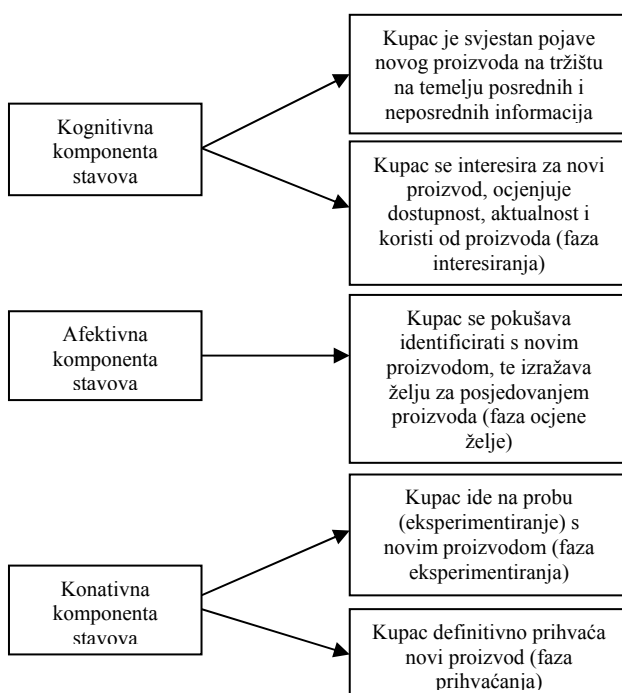 Kognitivna
komponenta
stavova
Kupac je svjestan pojave
novog proizvoda na tržištu
na temelju posrednih i
neposrednih informacija
Kupac se interesira za novi
proizvod, ocjenjuje
dostupnost, aktualnost i
koristi od proizvoda (faza
interesiranja)
Afektivna
komponenta
stavova
Kupac se pokušava
identificirati s novim
proizvodom, te izražava
želju za posjedovanjem
proizvoda (faza ocjene
želje)
Konativna
komponenta
stavova
Kupac ide na probu
(eksperimentiranje) s
novim proizvodom (faza
eksperimentiranja)
Kupac definitivno prihvaća
novi proizvod (faza
prihvaćanja)